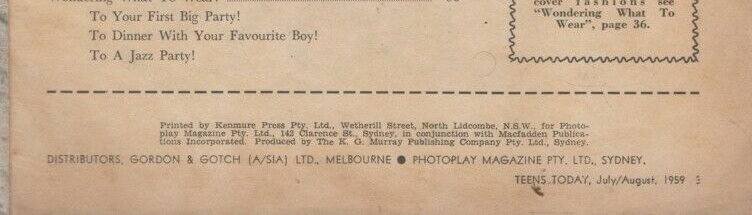 To Your First Big Party!
To Dinner With Your Favourite Boy!
To A Jazz Party!
cover fashions see
"Wondering What To
Wear", page 36.
Printed by Kenmure Press Pty. Ltd., Wetherill Street, North Lidcombe, N.S.W., for Photo-
play Magazine Pty. Ltd., 142 Clarence St., Sydney, in conjunction with Macfadden Publica-
tions Incorporated. Produced by The K. G. Murray Publishing Company Pty. Ltd., Sydney.
DISTRIBUTORS, GORDON & GOTCH (A/SIA) LTD., MELBOURNE ● PHOTOPLAY MAGAZINE PTY. LTD., SYDNEY.
TEENS TODAY, July/August, 1959